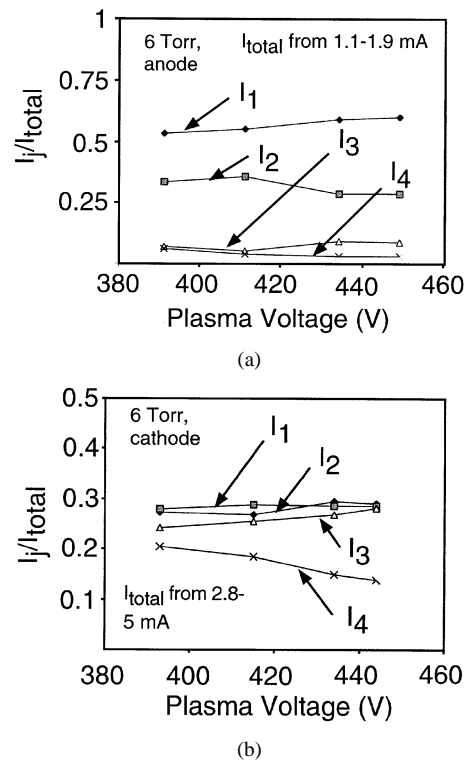 1
6 Torr, anode
I_total from 1.1-1.9 mA
0.75
I_1
I_j/I_total
0.5
I_2
I_3
I_4
0.25
380 400 420 440 460
Plasma Voltage (V)
(a)
0.5
6 Torr, cathode
I_1
0.4
I_2
I_j/I_total
0.3
I_3
0.2
I_total from 2.8-
5 mA
I_4
0.1
380 400 420 440 460
Plasma Voltage (V)
(b)